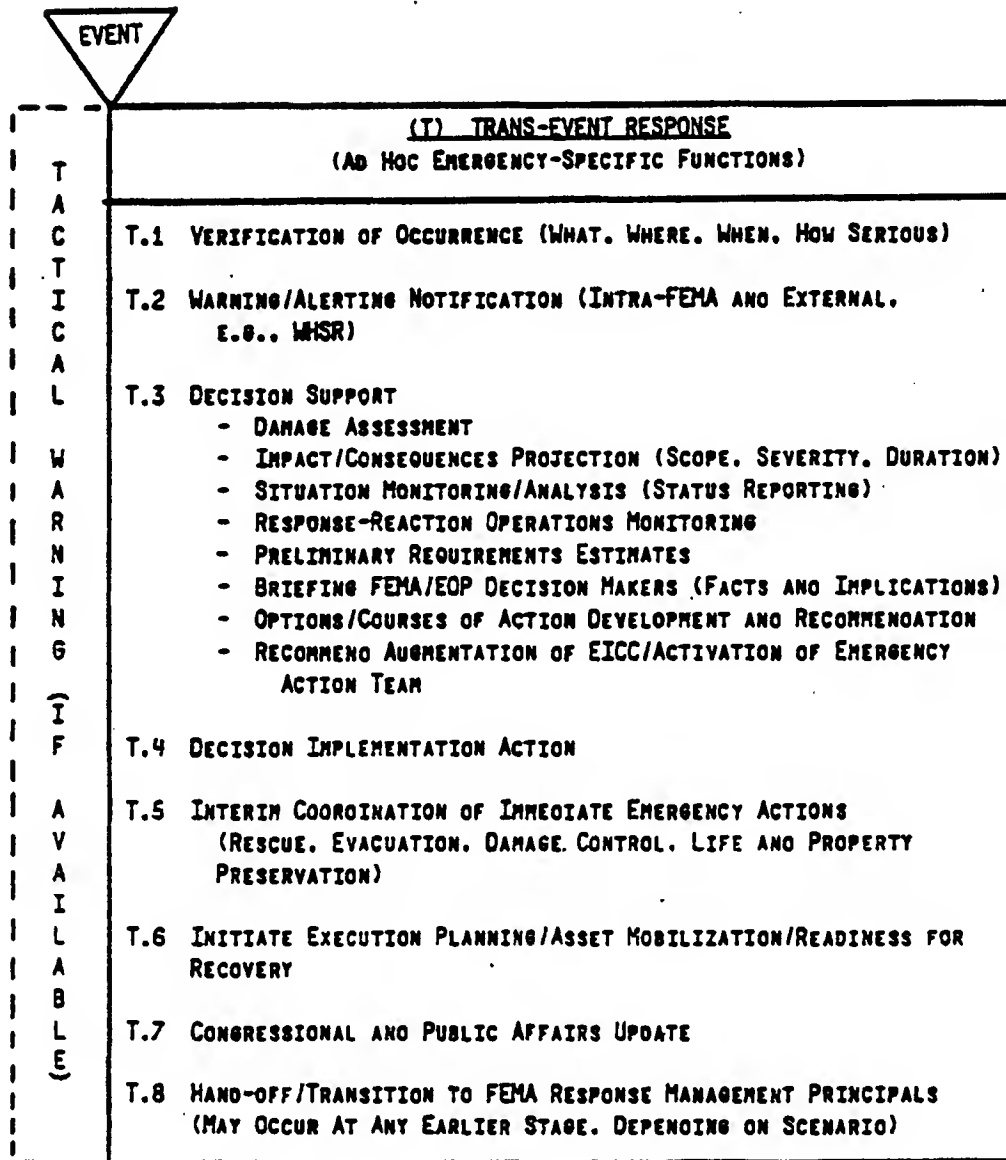 EVENT
(T) TRANS-EVENT RESPONSE
(AD HOC EMERGENCY-SPECIFIC FUNCTIONS)
TACTICAL WARNING (IF AVAILABLE)
T.1 VERIFICATION OF OCCURRENCE (WHAT, WHERE, WHEN, HOW SERIOUS)
T.2 WARNING/ALERTING NOTIFICATION (INTRA-FEMA AND EXTERNAL,
E.G., WHSR)
T.3 DECISION SUPPORT
- DAMAGE ASSESSMENT
- IMPACT/CONSEQUENCES PROJECTION (SCOPE, SEVERITY, DURATION)
- SITUATION MONITORING/ANALYSIS (STATUS REPORTING)
- RESPONSE-REACTION OPERATIONS MONITORING
- PRELIMINARY REQUIREMENTS ESTIMATES
- BRIEFING FEMA/EOP DECISION MAKERS (FACTS AND IMPLICATIONS)
- OPTIONS/COURSES OF ACTION DEVELOPMENT AND RECOMMENDATION
- RECOMMEND AUGMENTATION OF EICC/ACTIVATION OF EMERGENCY
ACTION TEAM
T.4 DECISION IMPLEMENTATION ACTION
T.5 INTERIM COORDINATION OF IMMEDIATE EMERGENCY ACTIONS
(RESCUE, EVACUATION, DAMAGE CONTROL, LIFE AND PROPERTY
PRESERVATION)
T.6 INITIATE EXECUTION PLANNING/ASSET MOBILIZATION/READINESS FOR
RECOVERY
T.7 CONGRESSIONAL AND PUBLIC AFFAIRS UPDATE
T.8 HAND-OFF/TRANSITION TO FEMA RESPONSE MANAGEMENT PRINCIPALS
(MAY OCCUR AT ANY EARLIER STAGE, DEPENDING ON SCENARIO)